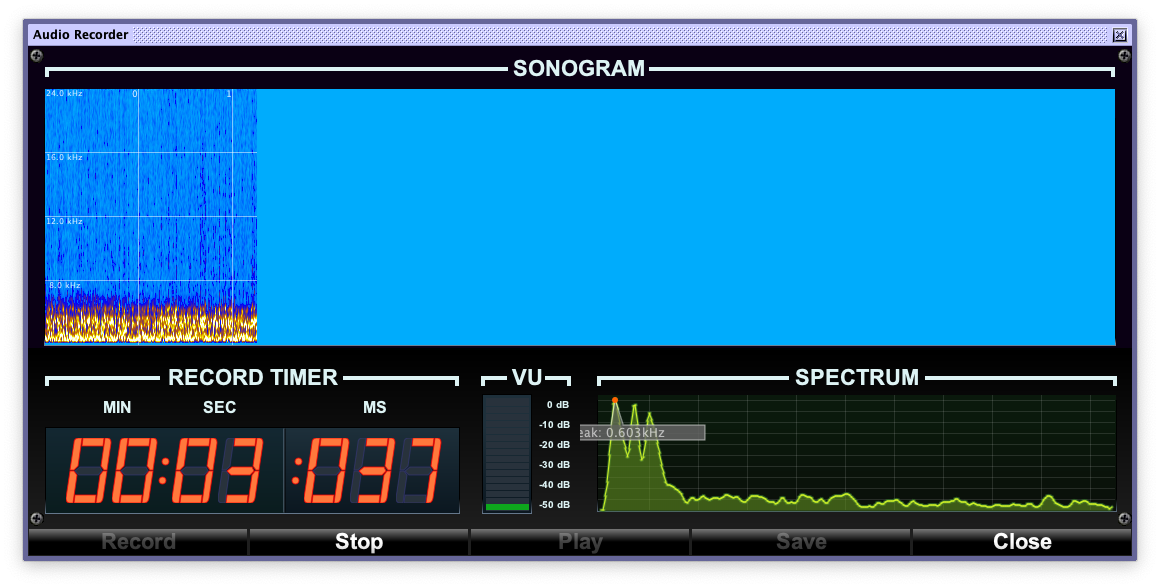 Audio Recorder
SONOGRAM
24.0 kHz
0
1
16.0 kHz
12.0 kHz
8.0 kHz
RECORD TIMER
VU
SPECTRUM
MIN SEC MS
0 dB
-10 dB
-20 dB
-30 dB
-40 dB
-50 dB
eak: 0.603kHz
00:03:037
Record Stop Play Save Close